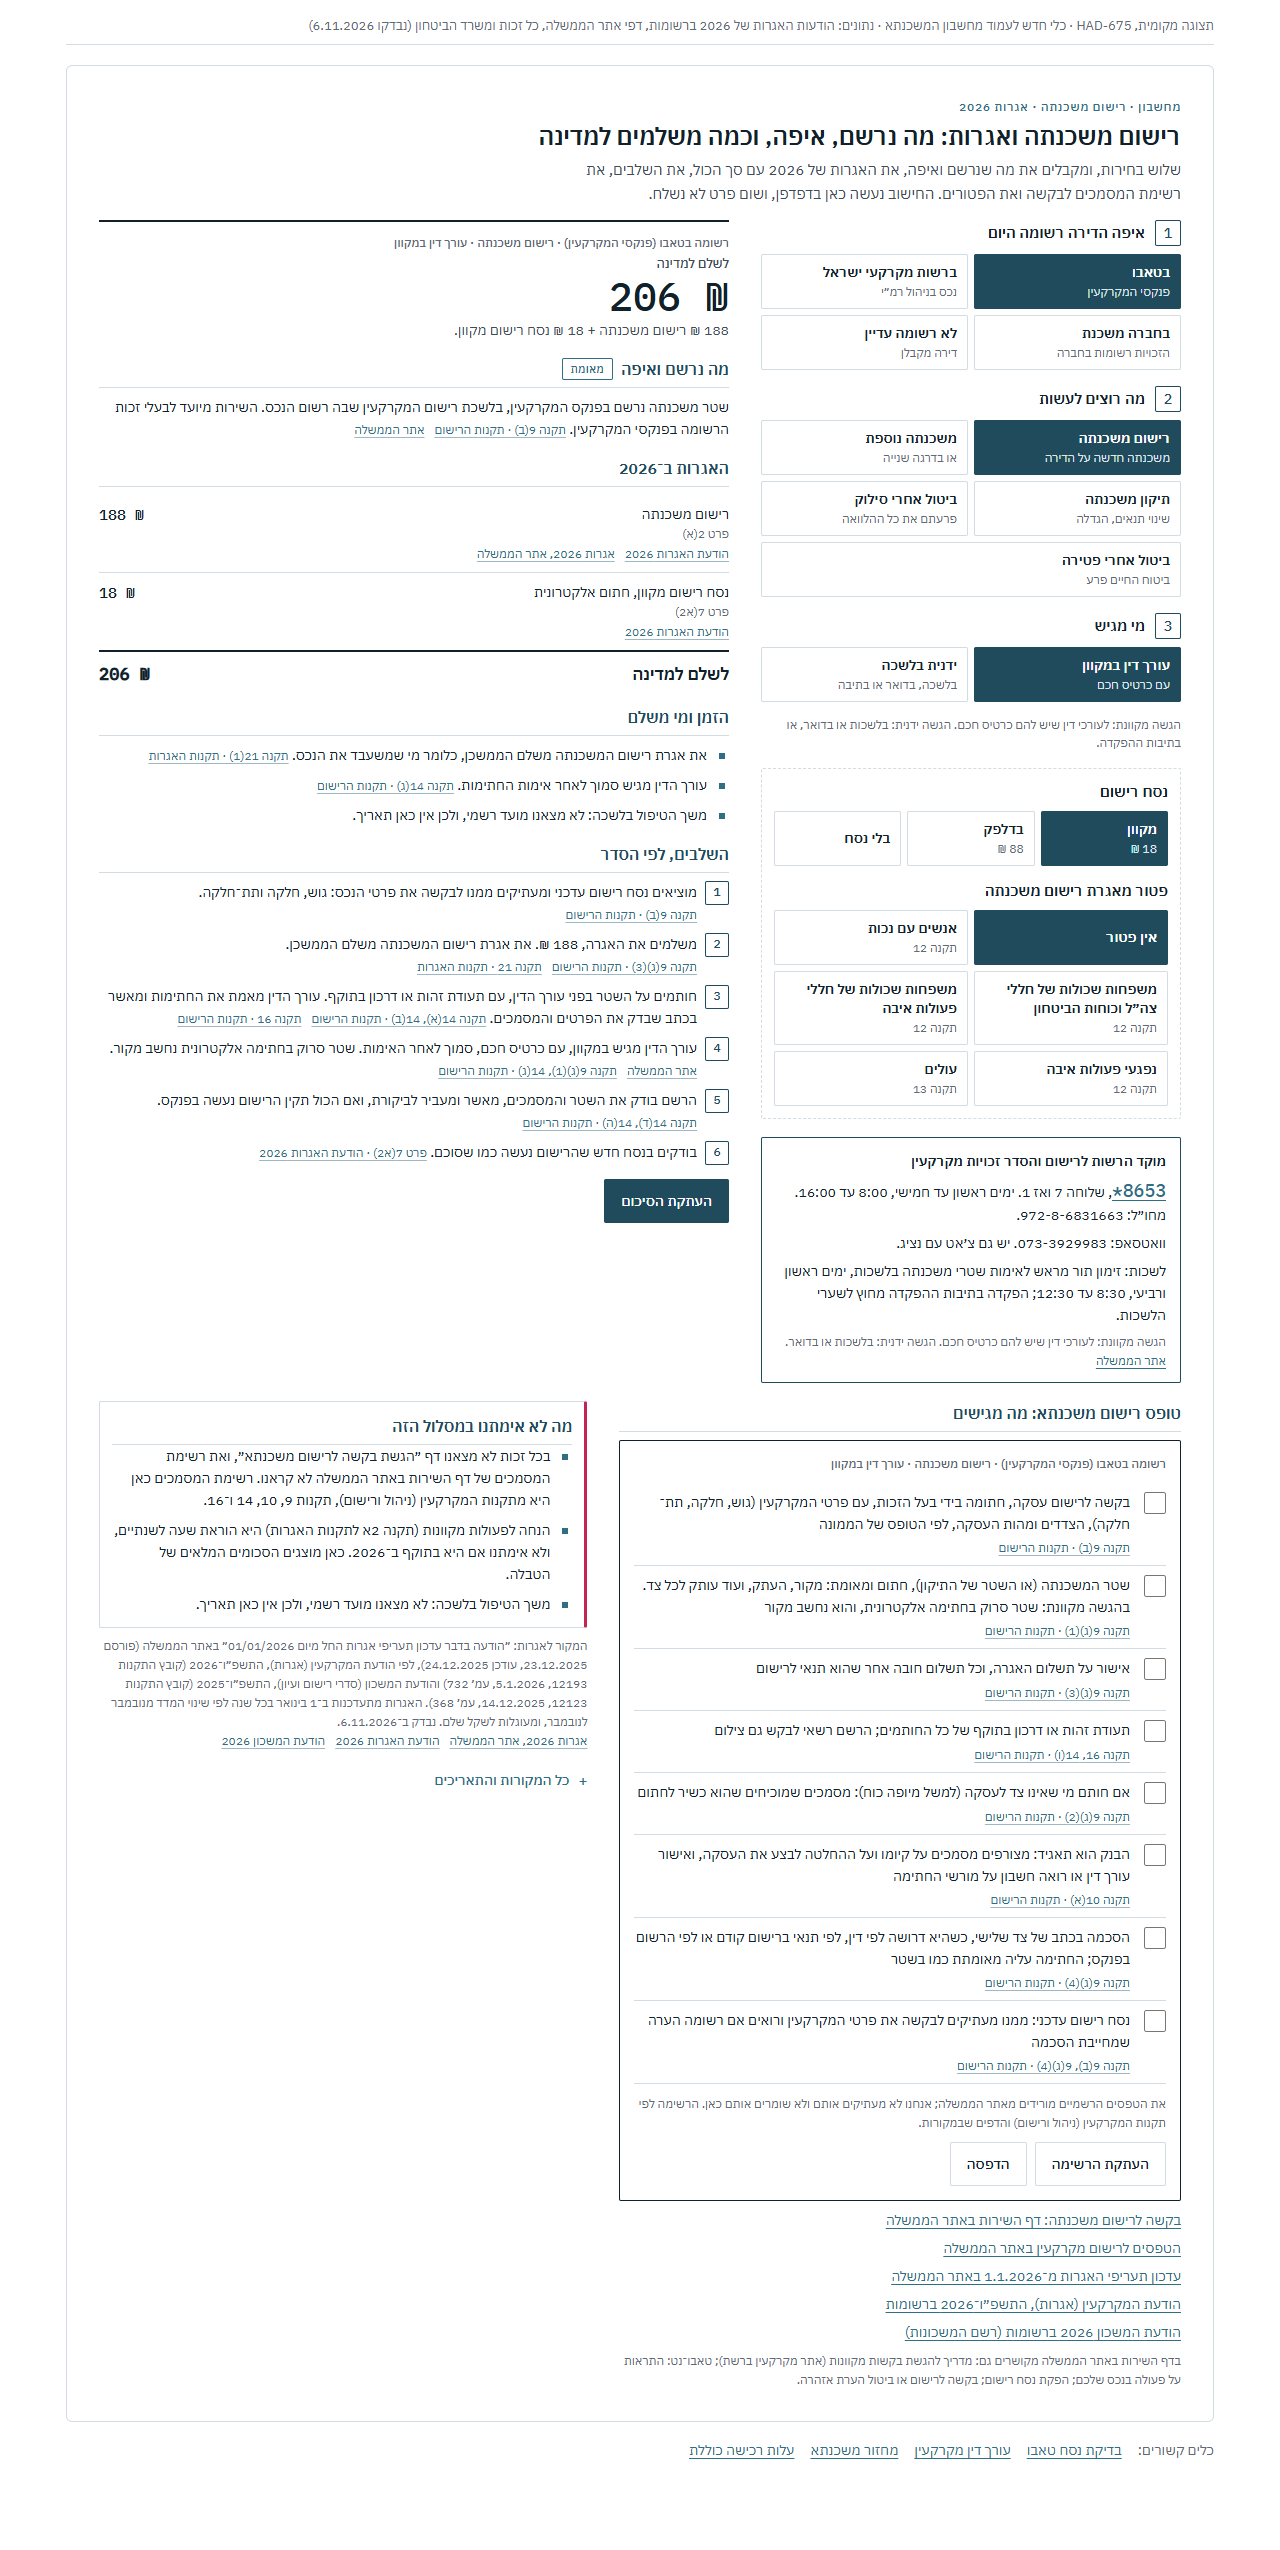 תצוגה מקומית, HAD-675 · כלי חדש לעמוד מחשבון המשכנתא · נתונים: הודעות האגרות של 2026 ברשומות, דפי אתר הממשלה, כל זכות ומשרד הביטחון (נבדקו 6.11.2026)
מחשבון · רישום משכנתה · אגרות 2026
רישום משכנתה ואגרות: מה נרשם, איפה, וכמה משלמים למדינה
שלוש בחירות, ומקבלים את מה שנרשם ואיפה, את האגרות של 2026 עם סך הכול, את השלבים, את
רשימת המסמכים לבקשה ואת הפטורים. החישוב נעשה כאן בדפדפן, ושום פרט לא נשלח.
1 איפה הדירה רשומה היום
בטאבו
פנקסי המקרקעין
ברשות מקרקעי ישראל
נכס בניהול רמ״י
בחברה משכנת
הזכויות רשומות בחברה
לא רשומה עדיין
דירה מקבלן
2 מה רוצים לעשות
רישום משכנתה
משכנתה חדשה על הדירה
משכנתה נוספת
או בדרגה שנייה
תיקון משכנתה
שינוי תנאים, הגדלה
ביטול אחרי סילוק
פרעתם את כל ההלוואה
ביטול אחרי פטירה
ביטוח החיים פרע
3 מי מגיש
עורך דין במקוון
עם כרטיס חכם
ידנית בלשכה
בלשכה, בדואר או בתיבה
הגשה מקוונת: לעורכי דין שיש להם כרטיס חכם. הגשה ידנית: בלשכות או בדואר, או
בתיבות ההפקדה.
נסח רישום
מקוון
18 ₪
בדלפק
88 ₪
בלי נסח
פטור מאגרת רישום משכנתה
אין פטור
אנשים עם נכות
תקנה 12
משפחות שכולות של חללי
צה״ל וכוחות הביטחון
תקנה 12
משפחות שכולות של חללי
פעולות איבה
תקנה 12
נפגעי פעולות איבה
תקנה 12
עולים
תקנה 13
מוקד הרשות לרישום והסדר זכויות מקרקעין
*8653, שלוחה 7 ואז 1. ימים ראשון עד חמישי, 8:00 עד 16:00.
מחו״ל: 972-8-6831663.
וואטסאפ: 073-3929983. יש גם צ׳אט עם נציג.
לשכות: זימון תור מראש לאימות שטרי משכנתה בלשכות, ימים ראשון
ורביעי, 8:30 עד 12:30; הפקדה בתיבות ההפקדה מחוץ לשערי
הלשכות.
הגשה מקוונת: לעורכי דין שיש להם כרטיס חכם. הגשה ידנית: בלשכות או בדואר.
אתר הממשלה
רשומה בטאבו (פנקסי המקרקעין) · רישום משכנתה · עורך דין במקוון
לשלם למדינה
206 ₪
188 ₪ רישום משכנתה + 18 ₪ נסח רישום מקוון.
מה נרשם ואיפה מאומת
שטר משכנתה נרשם בפנקס המקרקעין, בלשכת רישום המקרקעין שבה רשום הנכס. השירות מיועד לבעלי זכות
הרשומה בפנקסי המקרקעין. תקנה 9(ב) · תקנות הרישום אתר הממשלה
האגרות ב־2026
רישום משכנתה 188 ₪
פרט 2(א)
הודעת האגרות 2026 אגרות 2026, אתר הממשלה
נסח רישום מקוון, חתום אלקטרונית 18 ₪
פרט 7(א2)
הודעת האגרות 2026
לשלם למדינה 206 ₪
הזמן ומי משלם
את אגרת רישום המשכנתה משלם הממשכן, כלומר מי שמשעבד את הנכס. תקנה 21(1) · תקנות האגרות
עורך הדין מגיש סמוך לאחר אימות החתימות. תקנה 14(ג) · תקנות הרישום
משך הטיפול בלשכה: לא מצאנו מועד רשמי, ולכן אין כאן תאריך.
השלבים, לפי הסדר
1 מוציאים נסח רישום עדכני ומעתיקים ממנו לבקשה את פרטי הנכס: גוש, חלקה ותת־חלקה.
תקנה 9(ב) · תקנות הרישום
2 משלמים את האגרה, 188 ₪. את אגרת רישום המשכנתה משלם הממשכן.
תקנה 9(ג)(3) · תקנות הרישום תקנה 21 · תקנות האגרות
3 חותמים על השטר בפני עורך הדין, עם תעודת זהות או דרכון בתוקף. עורך הדין מאמת את החתימות ומאשר
בכתב שבדק את הפרטים והמסמכים. תקנה 14(א), 14(ב) · תקנות הרישום תקנה 16 · תקנות הרישום
4 עורך הדין מגיש במקוון, עם כרטיס חכם, סמוך לאחר האימות. שטר סרוק בחתימה אלקטרונית נחשב מקור.
אתר הממשלה תקנה 9(ג)(1), 14(ג) · תקנות הרישום
5 הרשם בודק את השטר והמסמכים, מאשר ומעביר לביקורת, ואם הכול תקין הרישום נעשה בפנקס.
תקנה 14(ד), 14(ה) · תקנות הרישום
6 בודקים בנסח חדש שהרישום נעשה כמו שסוכם. פרט 7(א2) · הודעת האגרות 2026
העתקת הסיכום
טופס רישום משכנתא: מה מגישים
רשומה בטאבו (פנקסי המקרקעין) · רישום משכנתה · עורך דין במקוון
בקשה לרישום עסקה, חתומה בידי בעל הזכות, עם פרטי המקרקעין (גוש, חלקה, תת־
חלקה), הצדדים ומהות העסקה, לפי הטופס של הממונה
תקנה 9(ב) · תקנות הרישום
שטר המשכנתה (או השטר של התיקון), חתום ומאומת: מקור, העתק, ועוד עותק לכל צד.
בהגשה מקוונת: שטר סרוק בחתימה אלקטרונית, והוא נחשב מקור
תקנה 9(ג)(1) · תקנות הרישום
אישור על תשלום האגרה, וכל תשלום חובה אחר שהוא תנאי לרישום
תקנה 9(ג)(3) · תקנות הרישום
תעודת זהות או דרכון בתוקף של כל החותמים; הרשם רשאי לבקש גם צילום
תקנה 16, 14(ו) · תקנות הרישום
אם חותם מי שאינו צד לעסקה (למשל מיופה כוח): מסמכים שמוכיחים שהוא כשיר לחתום
תקנה 9(ג)(2) · תקנות הרישום
הבנק הוא תאגיד: מצורפים מסמכים על קיומו ועל ההחלטה לבצע את העסקה, ואישור
עורך דין או רואה חשבון על מורשי החתימה
תקנה 10(א) · תקנות הרישום
הסכמה בכתב של צד שלישי, כשהיא דרושה לפי דין, לפי תנאי ברישום קודם או לפי הרשום
בפנקס; החתימה עליה מאומתת כמו בשטר
תקנה 9(ג)(4) · תקנות הרישום
נסח רישום עדכני: ממנו מעתיקים לבקשה את פרטי המקרקעין ורואים אם רשומה הערה
שמחייבת הסכמה
תקנה 9(ב), 9(ג)(4) · תקנות הרישום
את הטפסים הרשמיים מורידים מאתר הממשלה; אנחנו לא מעתיקים אותם ולא שומרים אותם כאן. הרשימה לפי
תקנות המקרקעין (ניהול ורישום) והדפים שבמקורות.
העתקת הרשימה הדפסה
בקשה לרישום משכנתה: דף השירות באתר הממשלה
הטפסים לרישום מקרקעין באתר הממשלה
עדכון תעריפי האגרות מ־1.1.2026 באתר הממשלה
הודעת המקרקעין (אגרות), התשפ״ו־2026 ברשומות
הודעת המשכון 2026 ברשומות (רשם המשכונות)
בדף השירות באתר הממשלה מקושרים גם: מדריך להגשת בקשות מקוונות (אתר מקרקעין ברשת); טאבו־נט: התראות
על פעולה בנכס שלכם; הפקת נסח רישום; בקשה לרישום או ביטול הערת אזהרה.
מה לא אימתנו במסלול הזה
בכל זכות לא מצאנו דף ״הגשת בקשה לרישום משכנתא״, ואת רשימת
המסמכים של דף השירות באתר הממשלה לא קראנו. רשימת המסמכים כאן
היא מתקנות המקרקעין (ניהול ורישום), תקנות 9, 10, 14 ו־16.
הנחה לפעולות מקוונות (תקנה 2א לתקנות האגרות) היא הוראת שעה לשנתיים,
ולא אימתנו אם היא בתוקף ב־2026. כאן מוצגים הסכומים המלאים של
הטבלה.
משך הטיפול בלשכה: לא מצאנו מועד רשמי, ולכן אין כאן תאריך.
המקור לאגרות: ״הודעה בדבר עדכון תעריפי אגרות החל מיום 01/01/2026״ באתר הממשלה (פורסם
23.12.2025, עודכן 24.12.2025), לפי הודעת המקרקעין (אגרות), התשפ״ו־2026 (קובץ התקנות
12193, 5.1.2026, עמ׳ 732) והודעת המשכון (סדרי רישום ועיון), התשפ״ו־2025 (קובץ התקנות
12123, 14.12.2025, עמ׳ 368). האגרות מתעדכנות ב־1 בינואר בכל שנה לפי שינוי המדד מנובמבר
לנובמבר, ומעוגלות לשקל שלם. נבדק ב־6.11.2026.
אגרות 2026, אתר הממשלה הודעת האגרות 2026 הודעת המשכון 2026
+ כל המקורות והתאריכים
כלים קשורים: בדיקת נסח טאבו עורך דין מקרקעין מחזור משכנתא עלות רכישה כוללת